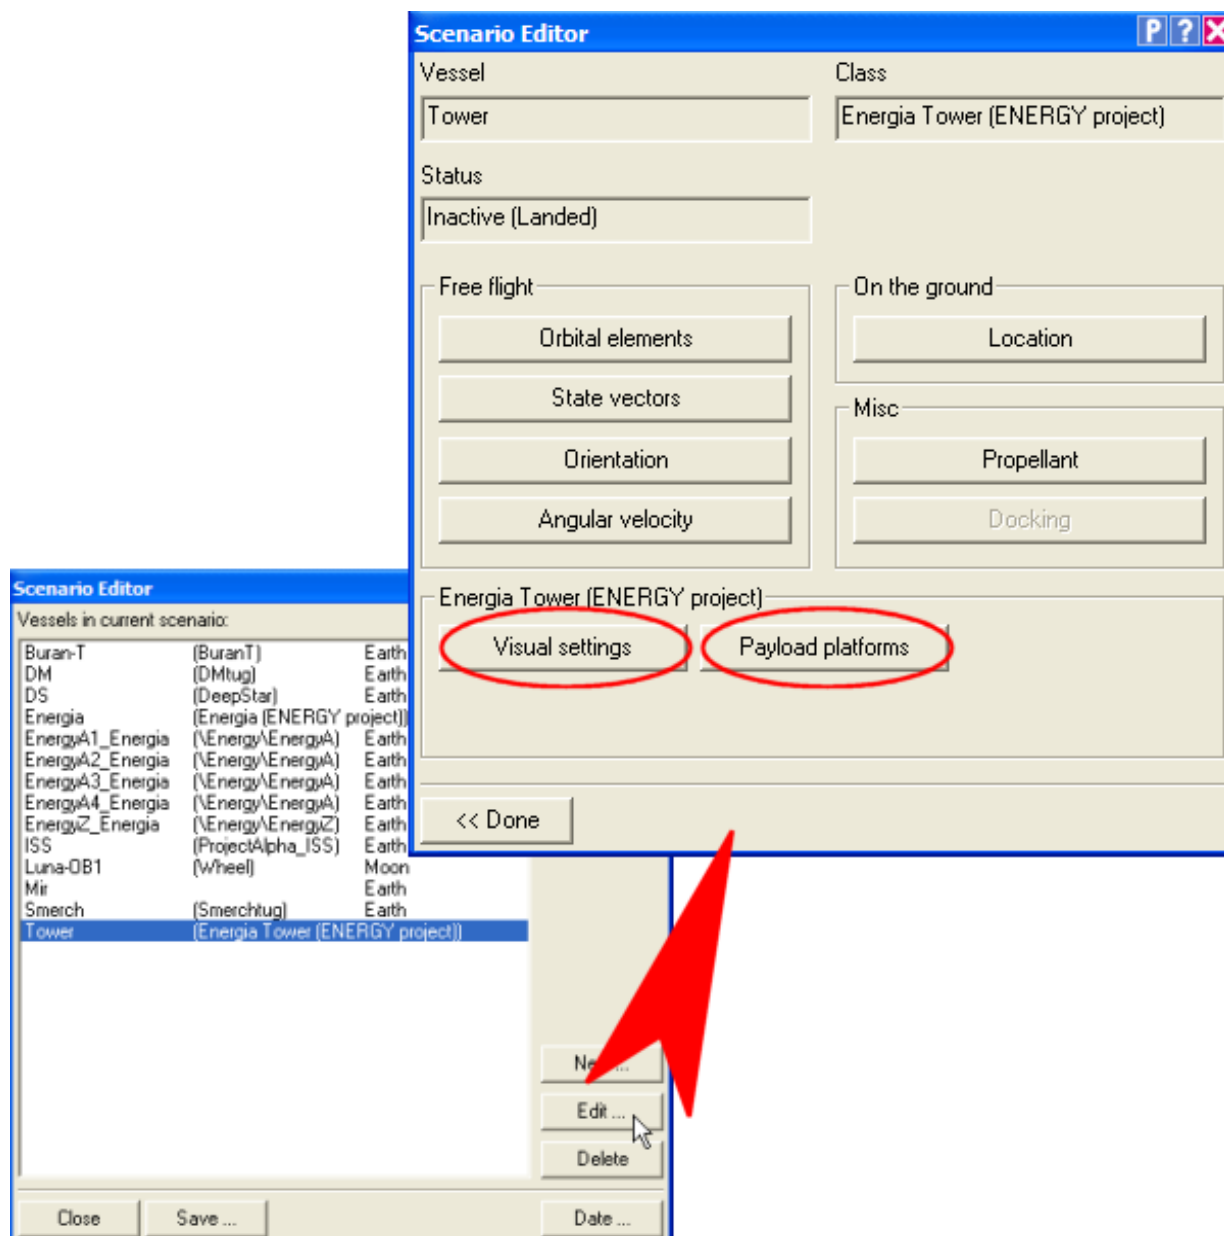 Scenario Editor P ?
Vessel Class
Tower Energia Tower (ENERGY project)
Status
Inactive (Landed)
Free flight On the ground
Orbital elements Location
State vectors
Misc
Orientation Propellant
Angular velocity Docking
Energia Tower (ENERGY project)
Visual settings Payload platforms
<< Done
Scenario Editor
Vessels in current scenario:
Buran-T (BuranT) Earth
DM (DMtug) Earth
DS (DeepStar) Earth
Energia (Energia (ENERGY project))
EnergyA1_Energia (\Energy\EnergyA) Earth
EnergyA2_Energia (\Energy\EnergyA) Earth
EnergyA3_Energia (\Energy\EnergyA) Earth
EnergyA4_Energia (\Energy\EnergyA) Earth
EnergyZ_Energia (\Energy\EnergyZ) Earth
ISS (ProjectAlpha_ISS) Earth
Luna-OB1 (Wheel) Moon
Mir Earth
Smerch (Smerchtug) Earth
Tower (Energia Tower (ENERGY project))
Edit ...
Delete
Close Save ... Date ...